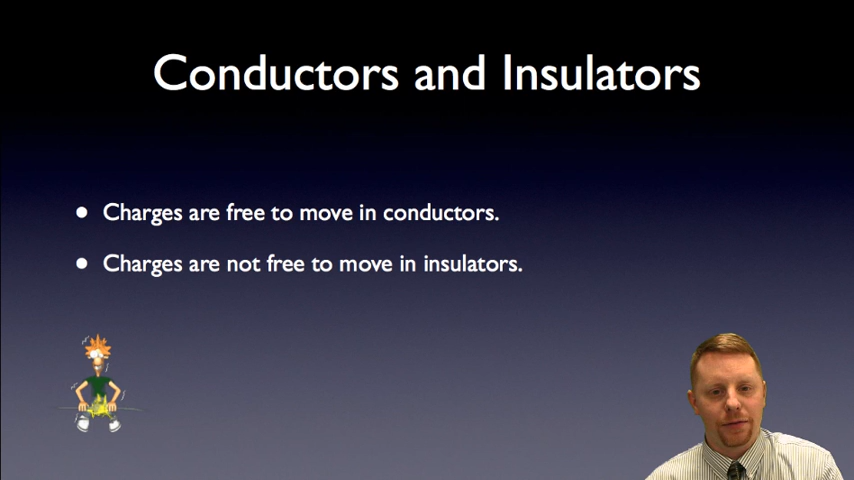 Conductors and Insulators
• Charges are free to move in conductors.
• Charges are not free to move in insulators.